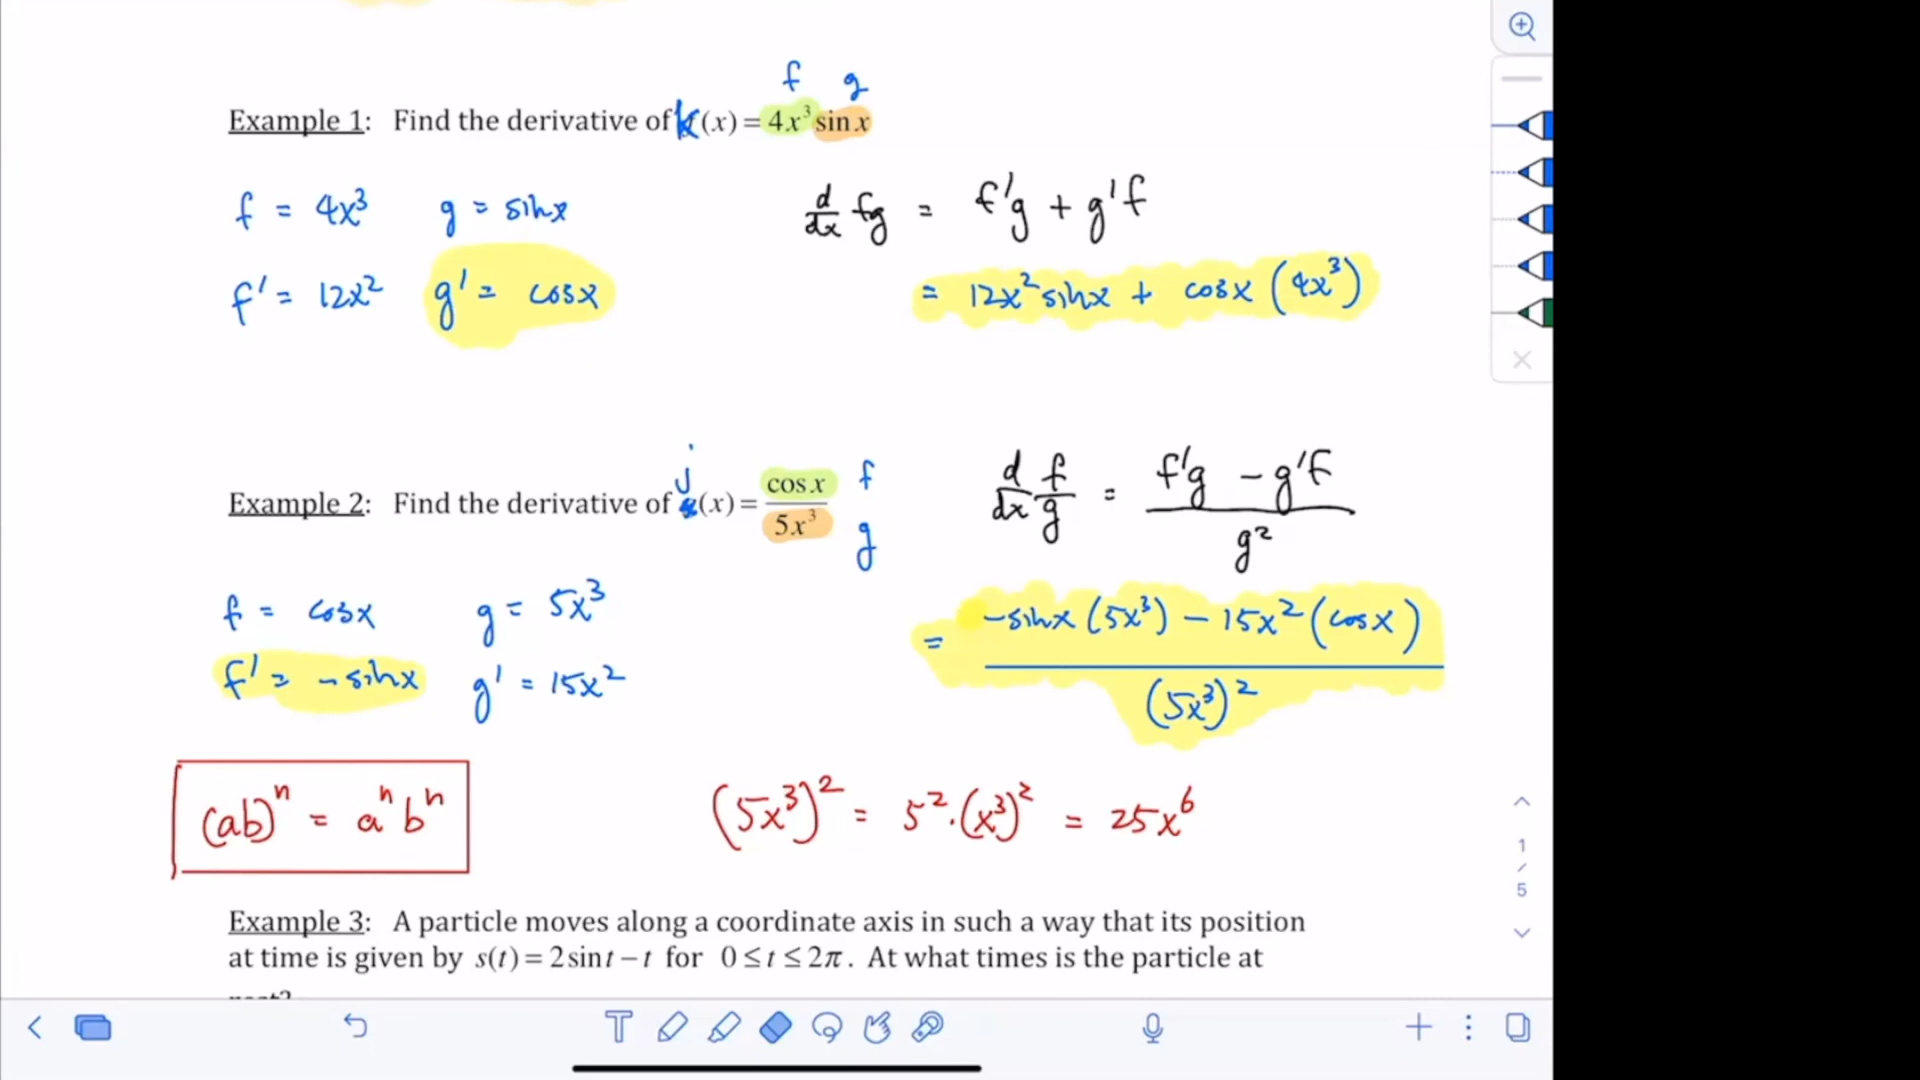 f g
Example 1: Find the derivative of k(x) = 4x³ sin x
f = 4x³ g = sinx d/dx fg = f'g + g'f
f' = 12x² g' = cosx = 12x² sinx + cosx (4x³)
Example 2: Find the derivative of j(x) = cos x / 5x³ f g d/dx f/g = (f'g - g'f) / g²
f = cosx g = 5x³ = (-sinx (5x³) - 15x² (cosx)) / (5x³)²
f' = -sinx g' = 15x²
(ab)ⁿ = aⁿbⁿ (5x³)² = 5²·(x³)² = 25x⁶
Example 3: A particle moves along a coordinate axis in such a way that its position
at time is given by s(t) = 2 sin t − t for 0 ≤ t ≤ 2π. At what times is the particle at
1
/
5
T